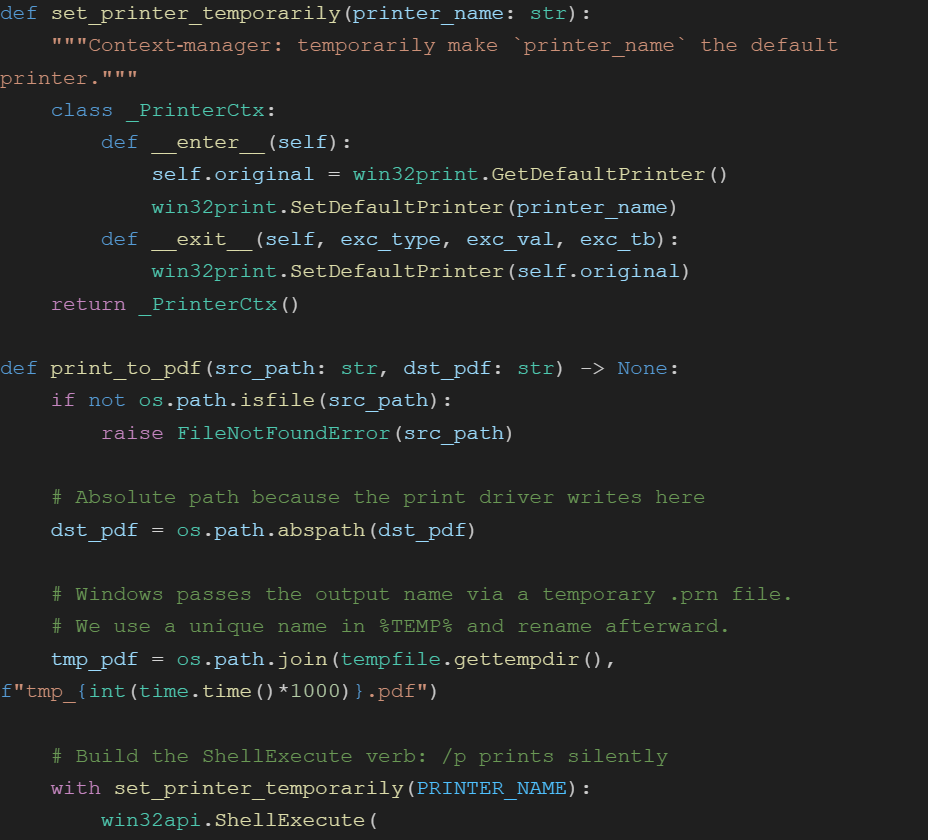 def set_printer_temporarily(printer_name: str):
    """Context-manager: temporarily make `printer_name` the default
printer."""
    class _PrinterCtx:
        def __enter__(self):
            self.original = win32print.GetDefaultPrinter()
            win32print.SetDefaultPrinter(printer_name)
        def __exit__(self, exc_type, exc_val, exc_tb):
            win32print.SetDefaultPrinter(self.original)
    return _PrinterCtx()

def print_to_pdf(src_path: str, dst_pdf: str) -> None:
    if not os.path.isfile(src_path):
        raise FileNotFoundError(src_path)

    # Absolute path because the print driver writes here
    dst_pdf = os.path.abspath(dst_pdf)

    # Windows passes the output name via a temporary .prn file.
    # We use a unique name in %TEMP% and rename afterward.
    tmp_pdf = os.path.join(tempfile.gettempdir(),
f"tmp_{int(time.time()*1000)}.pdf")

    # Build the ShellExecute verb: /p prints silently
    with set_printer_temporarily(PRINTER_NAME):
        win32api.ShellExecute(